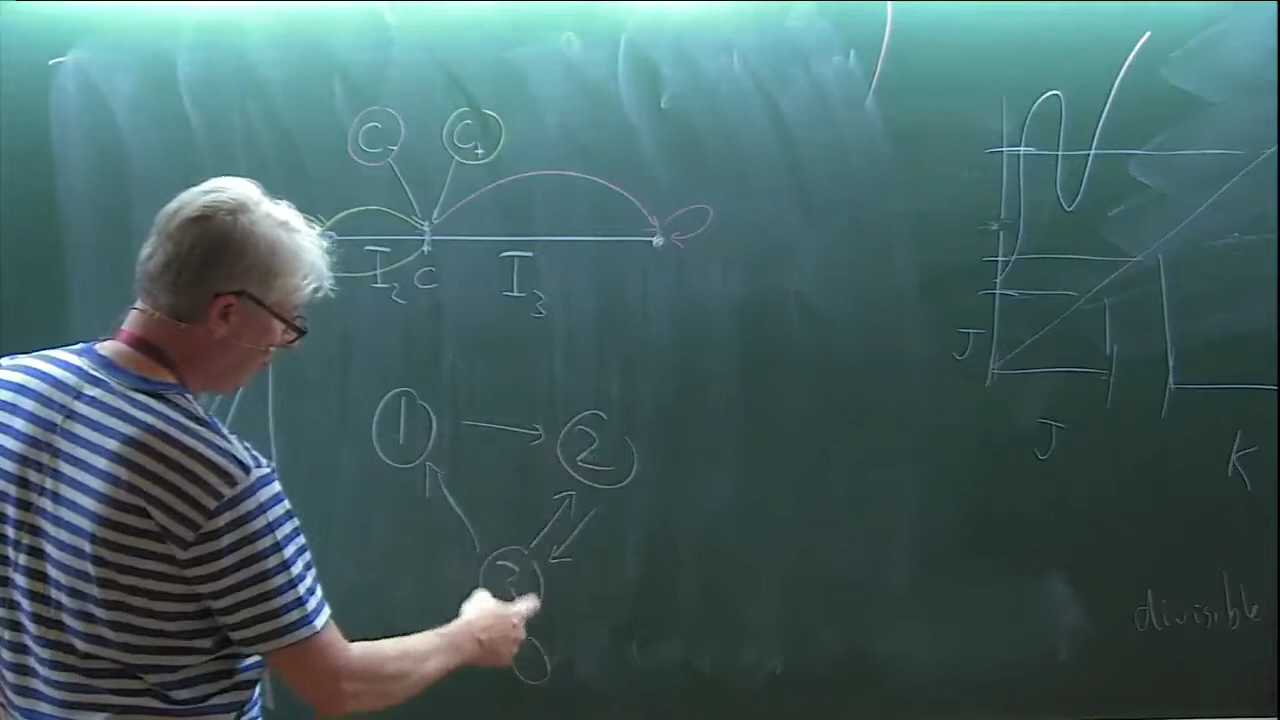 C₋ C₊
I₂ C I₃
J
1 2
J
K
3
divisible